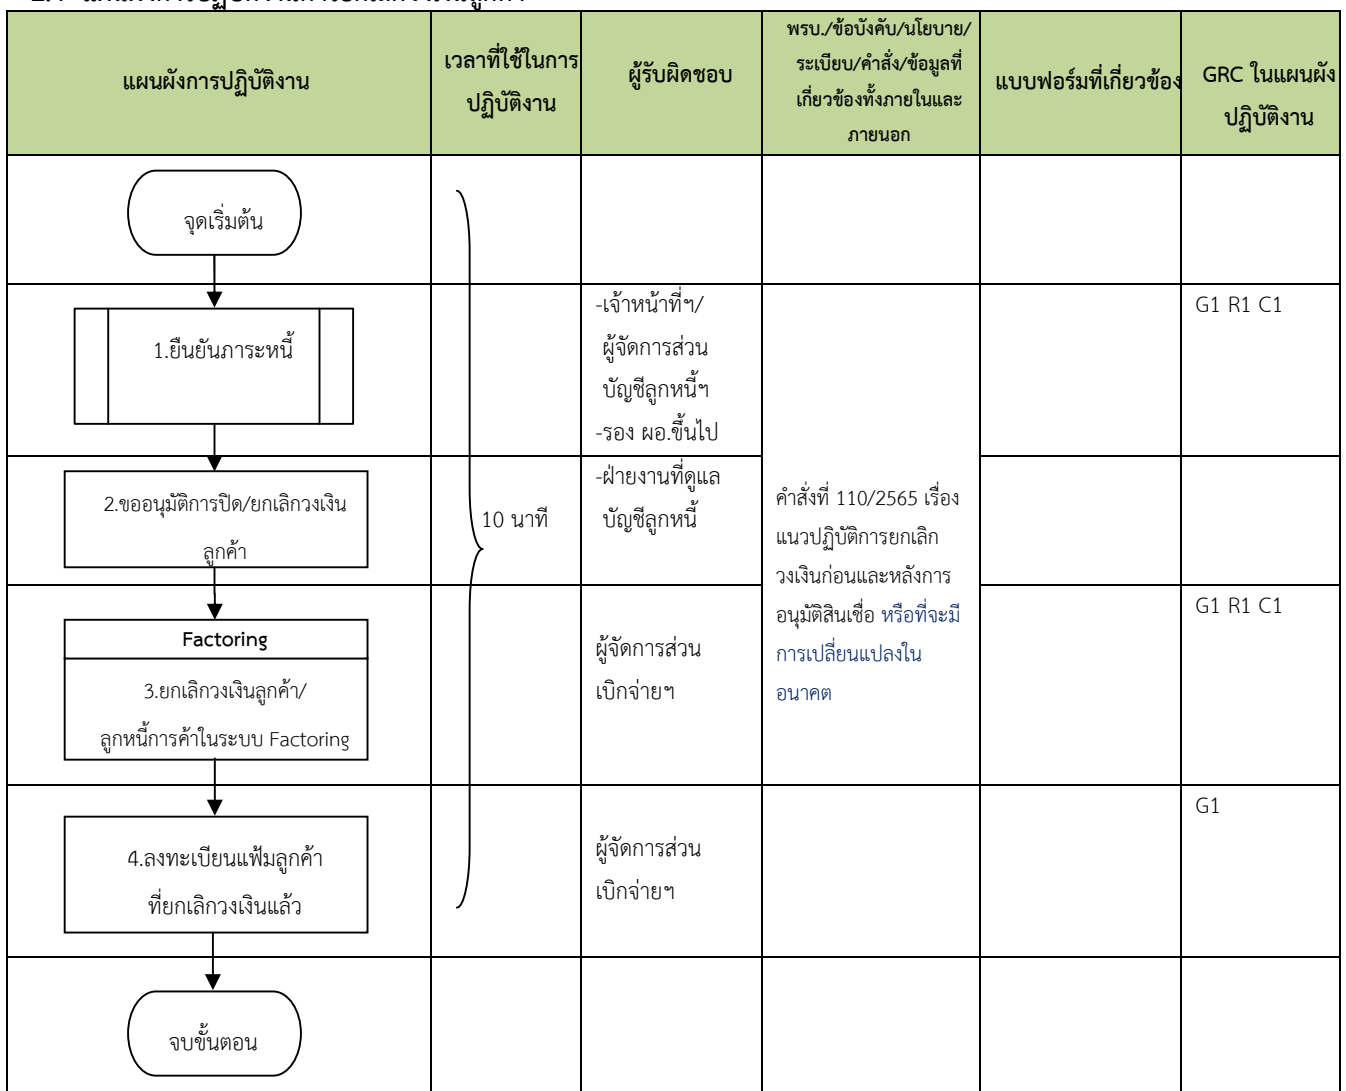 แผนผังการปฏิบัติงาน
เวลาที่ใช้ในการ
ปฏิบัติงาน
ผู้รับผิดชอบ
พรบ./ข้อบังคับ/นโยบาย/
ระเบียบ/คำสั่ง/ข้อมูลที่
เกี่ยวข้องทั้งภายในและ
ภายนอก
แบบฟอร์มที่เกี่ยวข้อง
GRC ในแผนผัง
ปฏิบัติงาน
จุดเริ่มต้น
1.ยืนยันภาระหนี้
-เจ้าหน้าที่ฯ/
ผู้จัดการส่วน
บัญชีลูกหนี้ฯ
-รอง ผอ.ขึ้นไป
G1 R1 C1
2.ขออนุมัติการปิด/ยกเลิกวงเงิน
ลูกค้า
10 นาที
-ฝ่ายงานที่ดูแล
บัญชีลูกหนี้
คำสั่งที่ 110/2565 เรื่อง
แนวปฏิบัติการยกเลิก
วงเงินก่อนและหลังการ
อนุมัติสินเชื่อ หรือที่จะมี
การเปลี่ยนแปลงใน
อนาคต
Factoring
3.ยกเลิกวงเงินลูกค้า/
ลูกหนี้การค้าในระบบ Factoring
ผู้จัดการส่วน
เบิกจ่ายฯ
G1 R1 C1
4.ลงทะเบียนแฟ้มลูกค้า
ที่ยกเลิกวงเงินแล้ว
ผู้จัดการส่วน
เบิกจ่ายฯ
G1
จบขั้นตอน